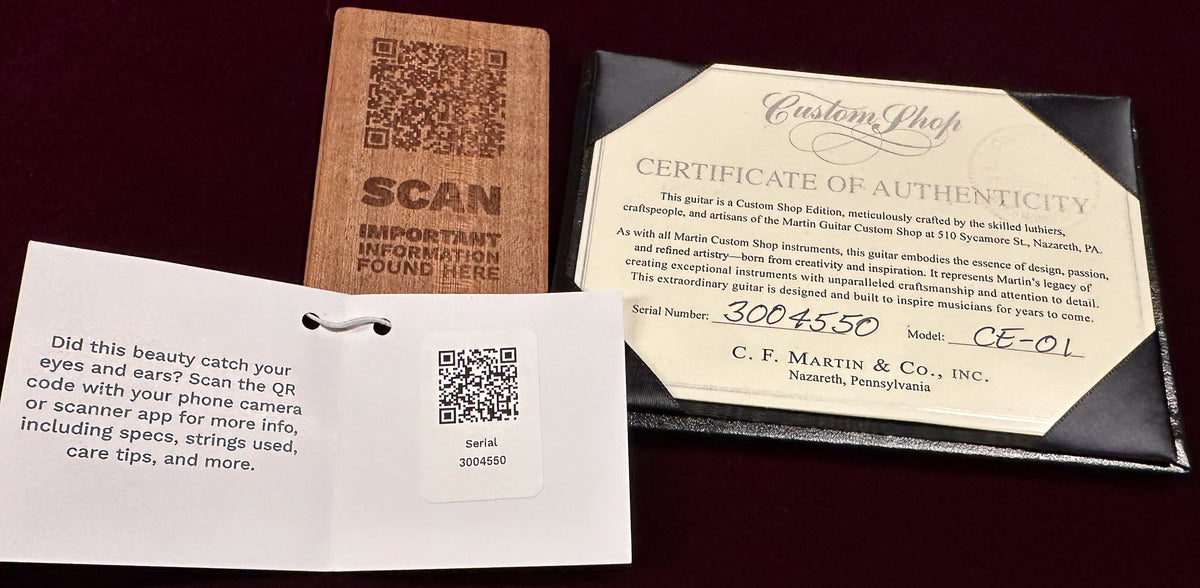 SCAN
IMPORTANT
INFORMATION
FOUND HERE
Custom Shop
CERTIFICATE OF AUTHENTICITY
This guitar is a Custom Shop Edition, meticulously crafted by the skilled luthiers,
craftspeople, and artisans of the Martin Guitar Custom Shop at 510 Sycamore St., Nazareth, PA.
As with all Martin Custom Shop instruments, this guitar embodies the essence of design, passion,
and refined artistry—born from creativity and inspiration. It represents Martin's legacy of
creating exceptional instruments with unparalleled craftsmanship and attention to detail.
This extraordinary guitar is designed and built to inspire musicians for years to come.
Serial Number: 3004550 Model: CE-01
C. F. MARTIN & CO., INC.
Nazareth, Pennsylvania
Did this beauty catch your
eyes and ears? Scan the QR
code with your phone camera
or scanner app for more info,
including specs, strings used,
care tips, and more.
Serial
3004550